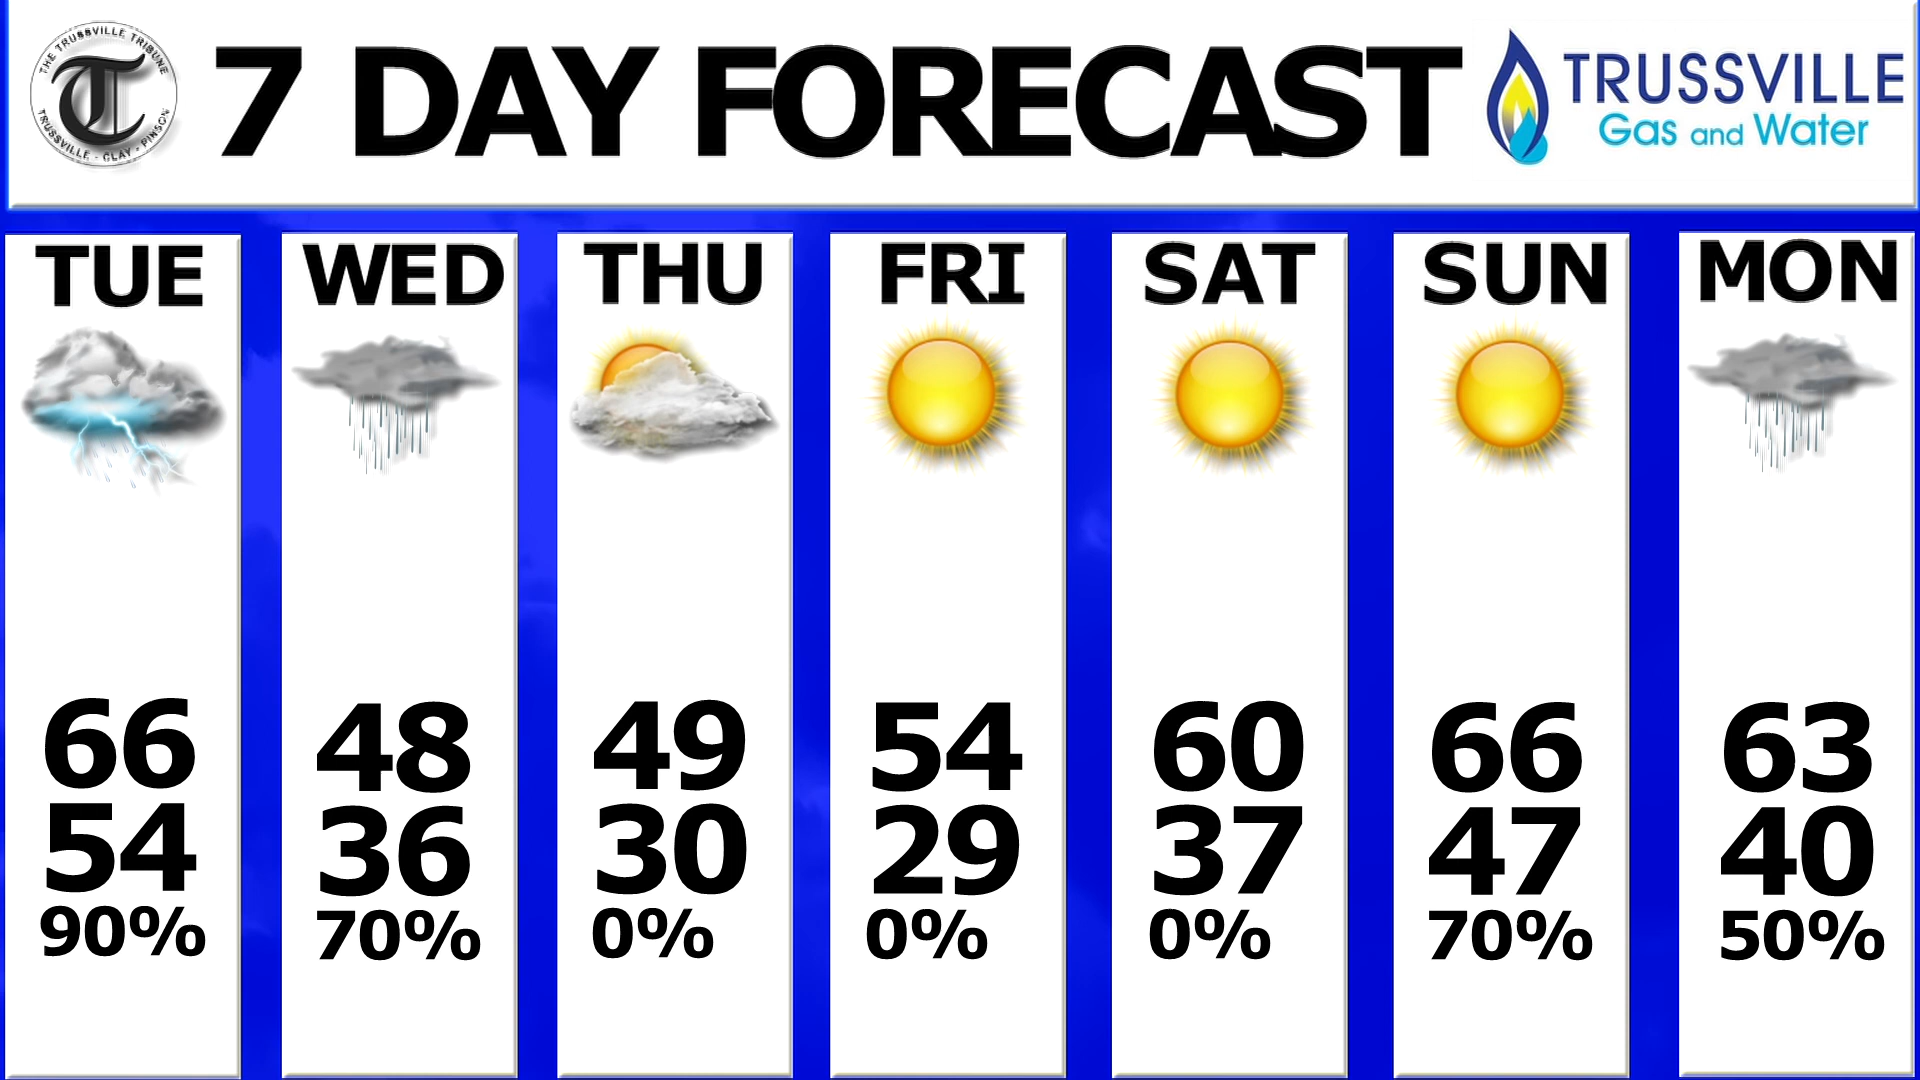 THE TRUSSVILLE TRIBUNE
T
TRUSSVILLE - CLAY - PINSON
7 DAY FORECAST
TRUSSVILLE
Gas and Water
TUE
66
54
90%
WED
48
36
70%
THU
49
30
0%
FRI
54
29
0%
SAT
60
37
0%
SUN
66
47
70%
MON
63
40
50%